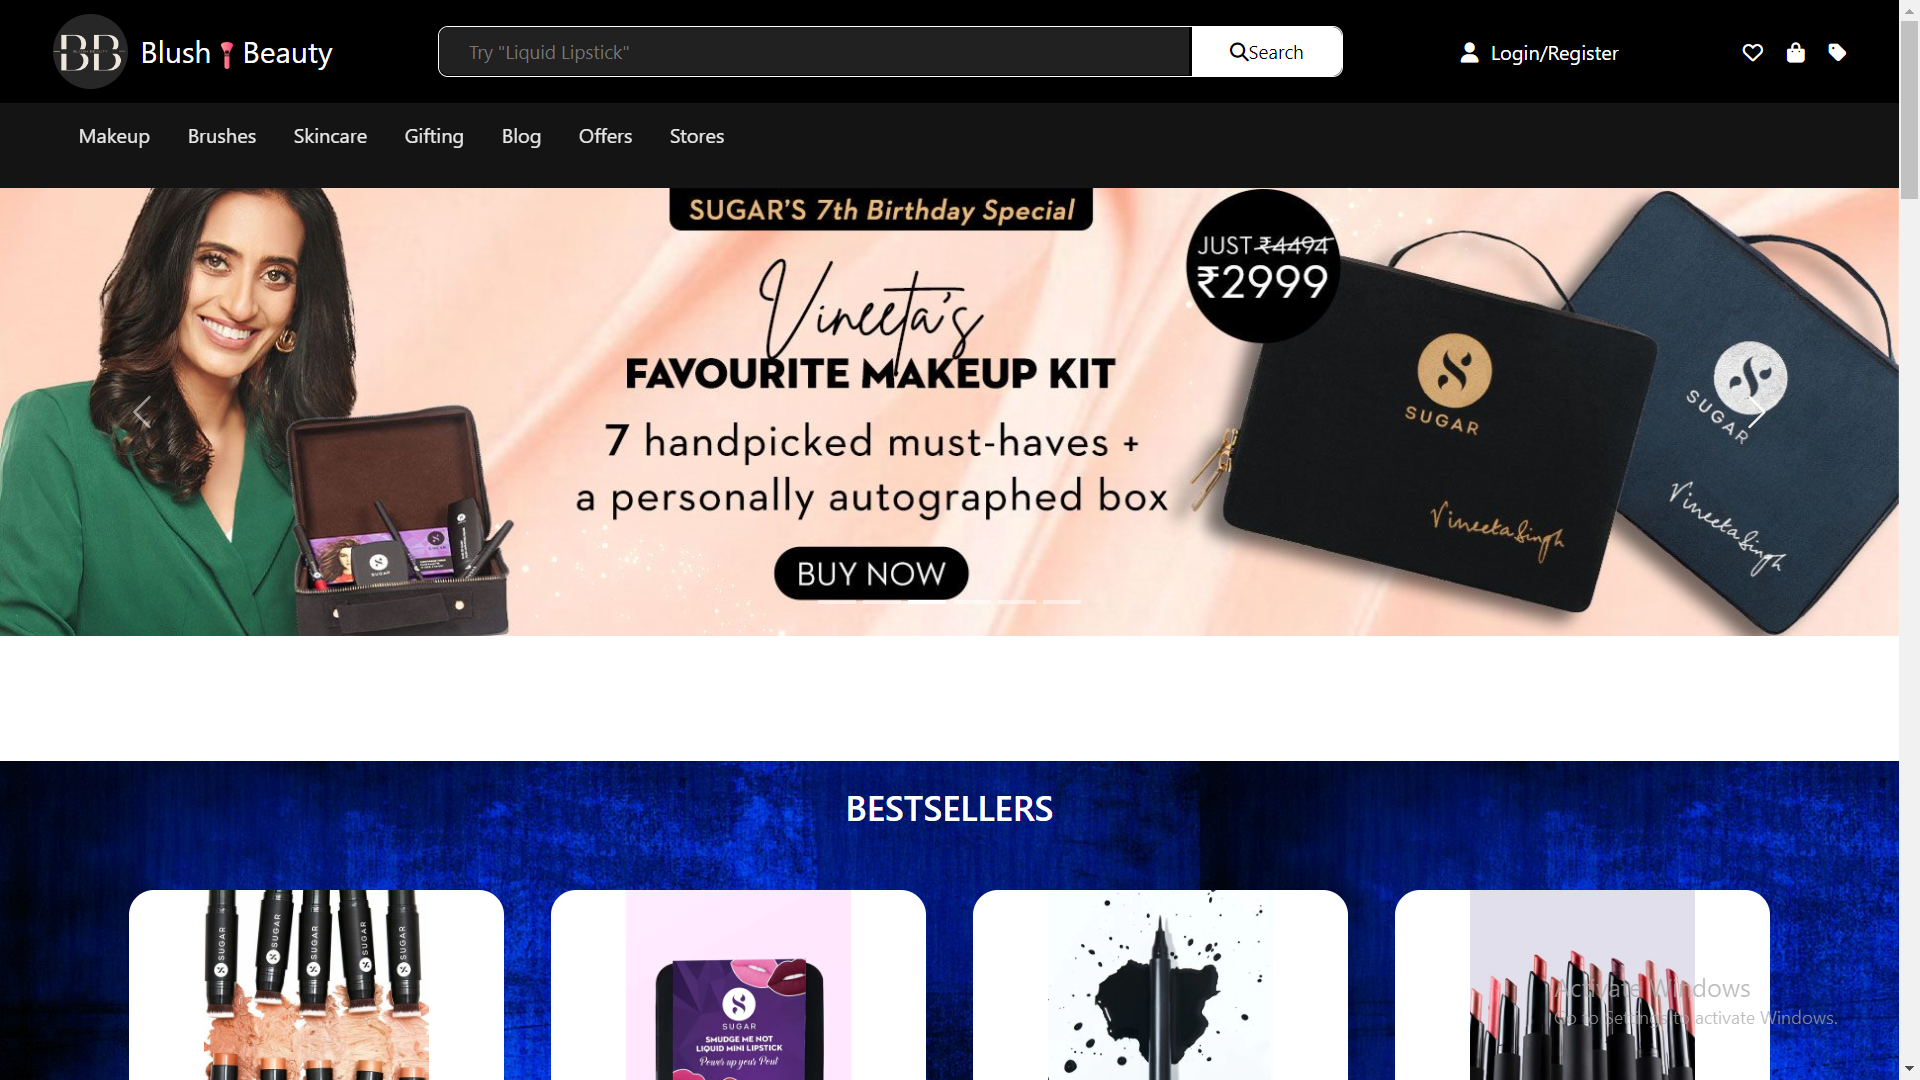 BB
Blush Beauty
Try "Liquid Lipstick"
Search
Login/Register
Makeup
Brushes
Skincare
Gifting
Blog
Offers
Stores
SUGAR'S 7th Birthday Special
Vineeta's
FAVOURITE MAKEUP KIT
7 handpicked must-haves +
a personally autographed box
BUY NOW
JUST ₹4494
₹2999
SUGAR
Vineeta Singh
SUGAR
Vineeta Singh
SUGAR
BESTSELLERS
SUGAR
SUGAR
SUGAR
SUGAR
SUGAR
SUGAR
SMUDGE ME NOT
LIQUID MINI LIPSTICK
Power up your Pout
Activate Windows
Go to Settings to activate Windows.